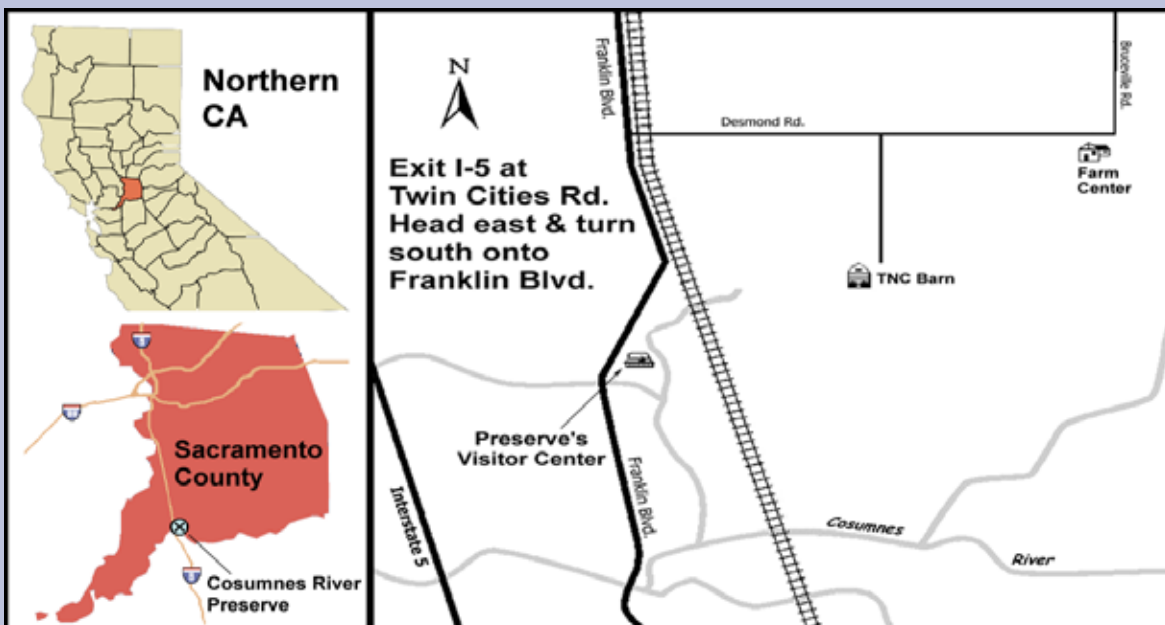 Northern
CA
Sacramento
County
Cosumnes River
Preserve
N
Exit I-5 at
Twin Cities Rd.
Head east & turn
south onto
Franklin Blvd.
Franklin Blvd.
Desmond Rd.
Bruceville Rd.
Farm
Center
TNC Barn
Preserve's
Visitor Center
Franklin Blvd.
Interstate 5
Cosumnes
River